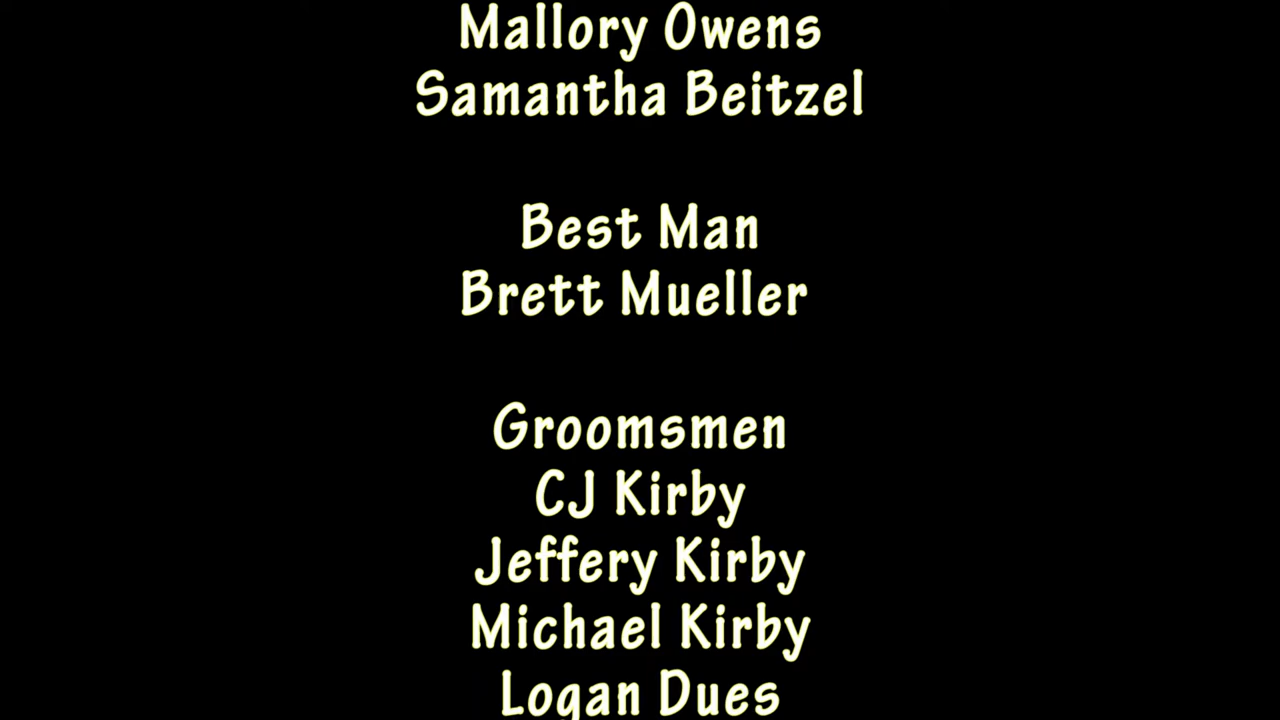 Mallory Owens
Samantha Beitzel
Best Man
Brett Mueller
Groomsmen
CJ Kirby
Jeffery Kirby
Michael Kirby
Logan Dues